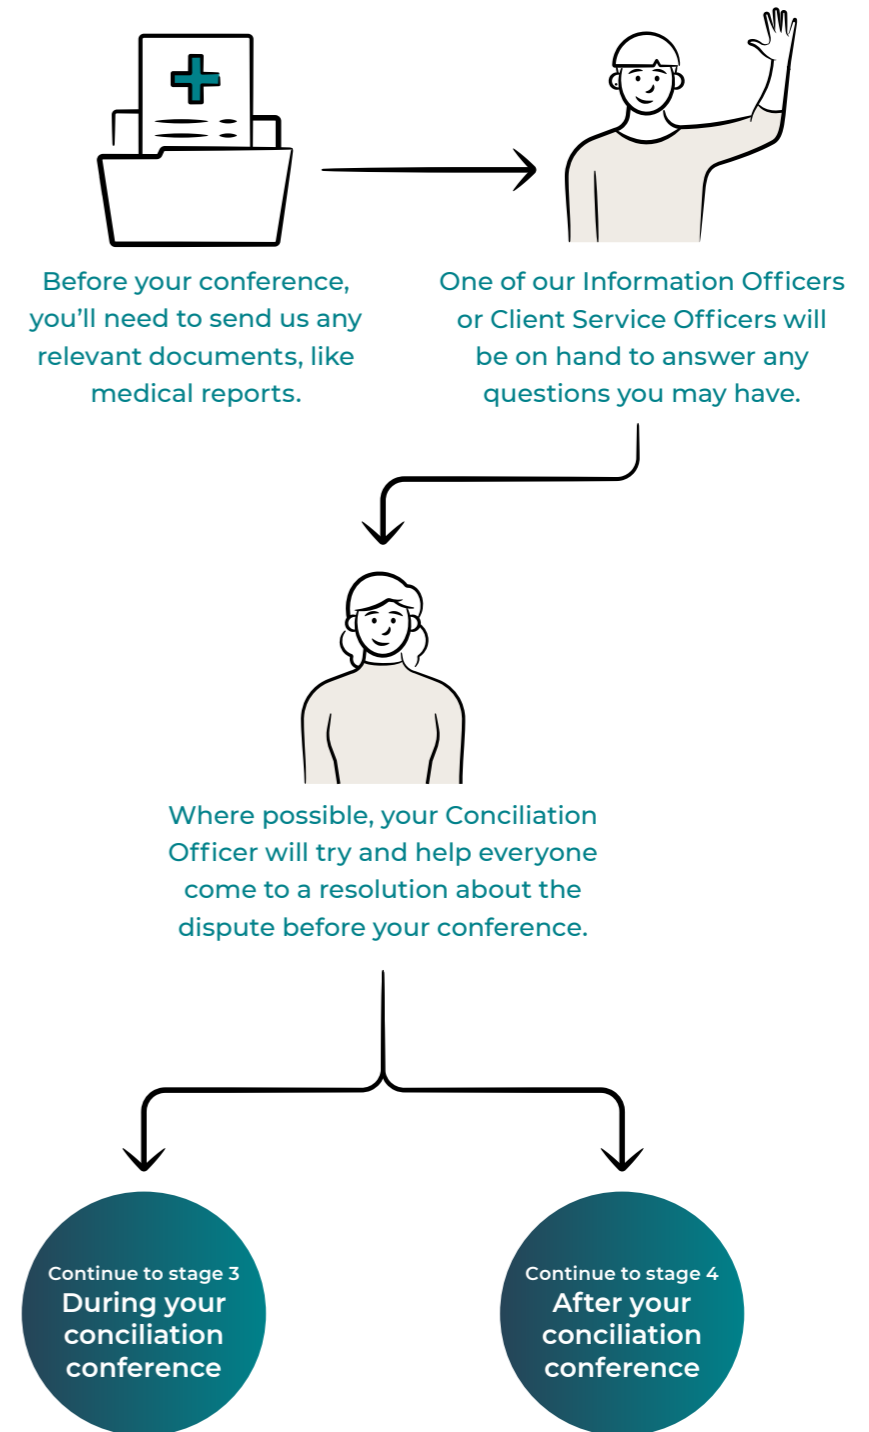 Before your conference,
you’ll need to send us any
relevant documents, like
medical reports.
One of our Information Officers
or Client Service Officers will
be on hand to answer any
questions you may have.
Where possible, your Conciliation
Officer will try and help everyone
come to a resolution about the
dispute before your conference.
Continue to stage 3
During your
conciliation
conference
Continue to stage 4
After your
conciliation
conference